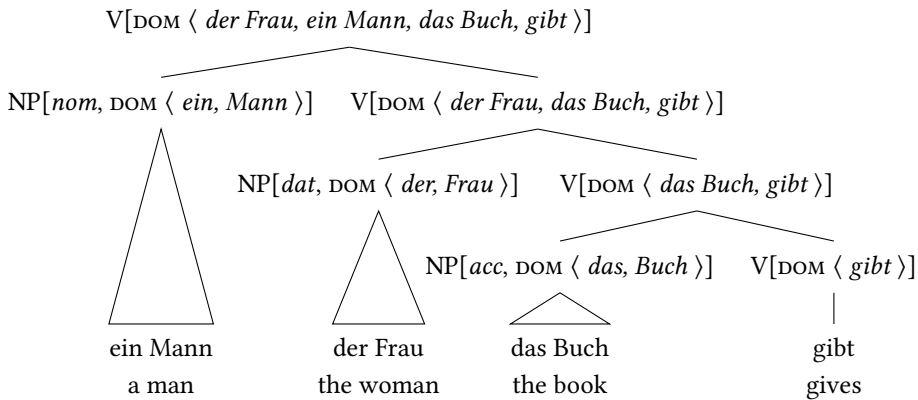 V[DOM ⟨ der Frau, ein Mann, das Buch, gibt ⟩]
NP[nom, DOM ⟨ ein, Mann ⟩] V[DOM ⟨ der Frau, das Buch, gibt ⟩]
NP[dat, DOM ⟨ der, Frau ⟩] V[DOM ⟨ das Buch, gibt ⟩]
NP[acc, DOM ⟨ das, Buch ⟩] V[DOM ⟨ gibt ⟩]
ein Mann der Frau das Buch gibt
a man the woman the book gives